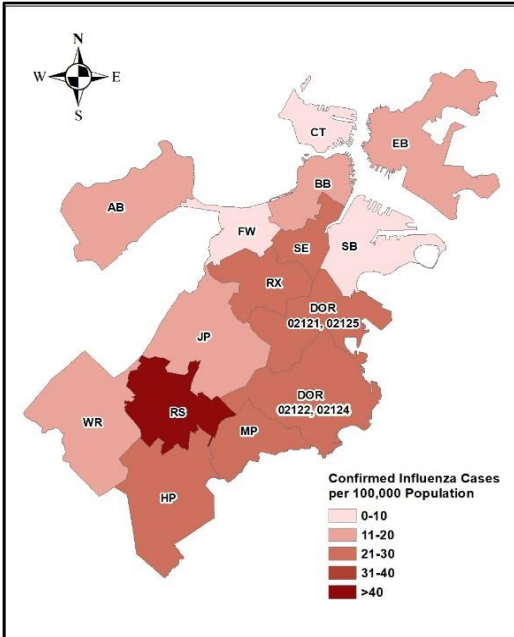 N
W E
S
CT
EB
BB
AB
FW
SE
SB
RX
DOR
02121, 02125
JP
DOR
02122, 02124
RS
WR
MP
HP
Confirmed Influenza Cases
per 100,000 Population
0-10
11-20
21-30
31-40
>40